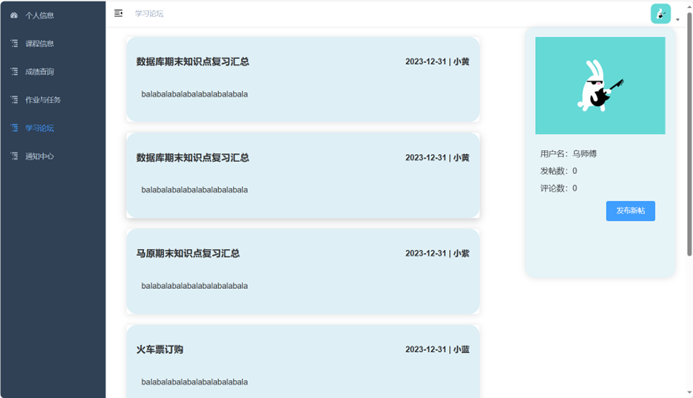 个人信息
课程信息
成绩查询
作业与任务
学习论坛
通知中心
学习论坛
数据库期末知识点复习汇总 2023-12-31 | 小黄
balabalabalabalabalabalabala
数据库期末知识点复习汇总 2023-12-31 | 小黄
balabalabalabalabalabalabala
马原期末知识点复习汇总 2023-12-31 | 小紫
balabalabalabalabalabalabala
火车票订购 2023-12-31 | 小蓝
balabalabalabalabalabalabala
用户名：乌师傅
发帖数：0
评论数：0
发布新帖